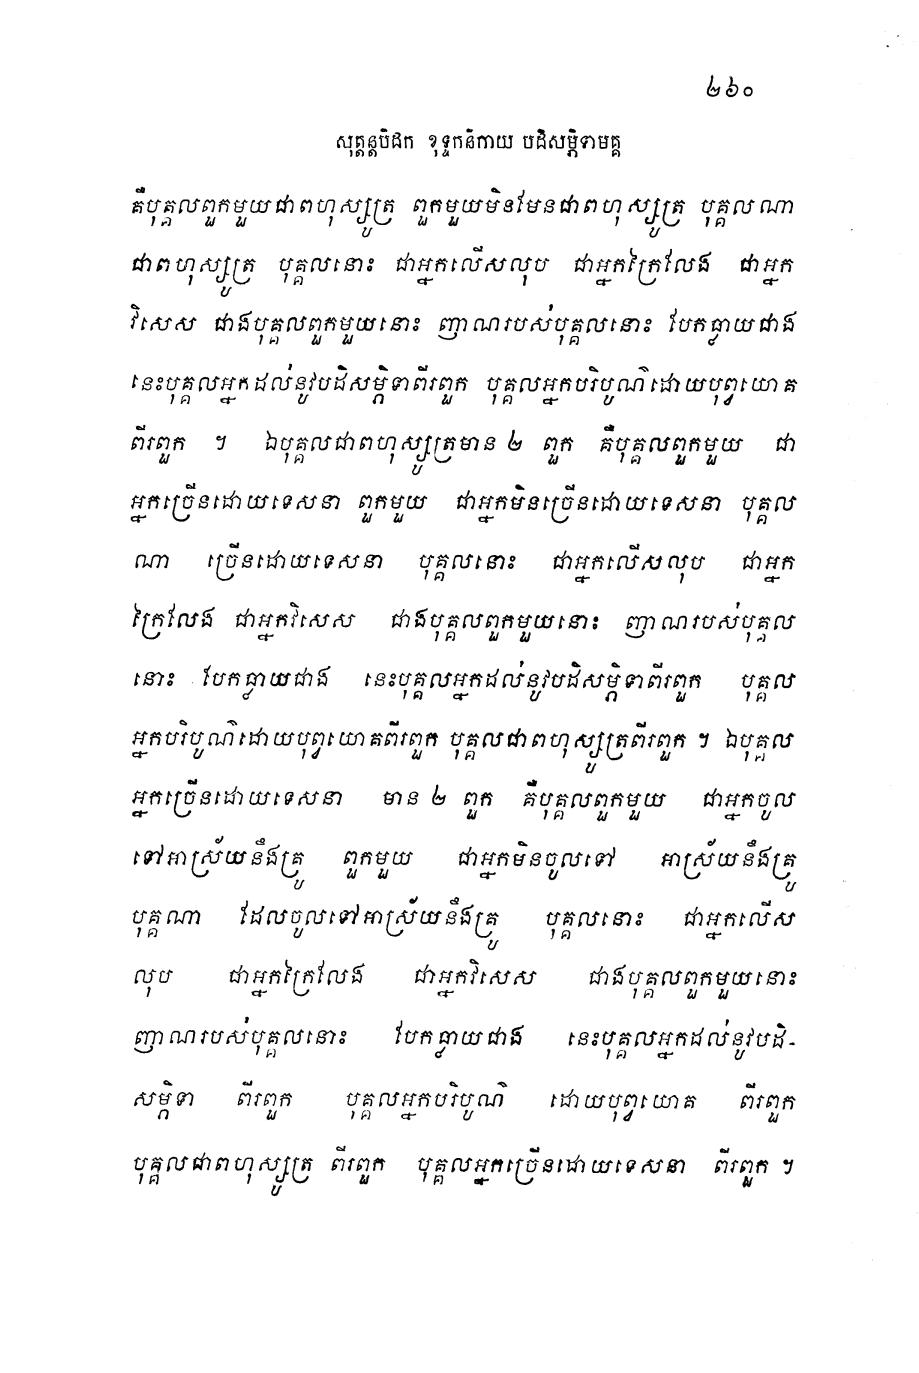 ២៦០
សុត្តន្តបិដក ខុទ្ទកនិកាយ បដិសម្ភិទាមគ្គ
គឺបុគ្គលពួកមួយជាពហុស្សូត្រ ពួកមួយមិនមែនជាពហុស្សូត្រ បុគ្គលណា
ជាពហុស្សូត្រ បុគ្គលនោះ ជាអ្នកលើសលុប ជាអ្នកក្រៃលែង ជាអ្នក
វិសេស ជាងបុគ្គលពួកមួយនោះ ញាណរបស់បុគ្គលនោះ បែកធ្លាយជាង
នេះបុគ្គលអ្នកដល់នូវបដិសម្ភិទាពីរពួក បុគ្គលអ្នកបរិបូណ៌ដោយបុព្វយោគ
ពីរពួក ។ ឯបុគ្គលជាពហុស្សូត្រមាន ២ ពួក គឺបុគ្គលពួកមួយ ជា
អ្នកច្រើនដោយទេសនា ពួកមួយ ជាអ្នកមិនច្រើនដោយទេសនា បុគ្គល
ណា ច្រើនដោយទេសនា បុគ្គលនោះ ជាអ្នកលើសលុប ជាអ្នក
ក្រៃលែង ជាអ្នកវិសេស ជាងបុគ្គលពួកមួយនោះ ញាណរបស់បុគ្គល
នោះ បែកធ្លាយជាង នេះបុគ្គលអ្នកដល់នូវបដិសម្ភិទាពីរពួក បុគ្គល
អ្នកបរិបូណ៌ដោយបុព្វយោគពីរពួក បុគ្គលជាពហុស្សូត្រពីរពួក ។ ឯបុគ្គល
អ្នកច្រើនដោយទេសនា មាន ២ ពួក គឺបុគ្គលពួកមួយ ជាអ្នកចូល
ទៅអាស្រ័យនឹងគ្រូ ពួកមួយ ជាអ្នកមិនចូលទៅ អាស្រ័យនឹងគ្រូ
បុគ្គណា ដែលចូលទៅអាស្រ័យនឹងគ្រូ បុគ្គលនោះ ជាអ្នកលើស
លុប ជាអ្នកក្រៃលែង ជាអ្នកវិសេស ជាងបុគ្គលពួកមួយនោះ
ញាណរបស់បុគ្គលនោះ បែកធ្លាយជាង នេះបុគ្គលអ្នកដល់នូវបដិ-
សម្ភិទា ពីរពួក បុគ្គលអ្នកបរិបូណ៌ ដោយបុព្វយោគ ពីរពួក
បុគ្គលជាពហុស្សូត្រ ពីរពួក បុគ្គលអ្នកច្រើនដោយទេសនា ពីរពួក ។